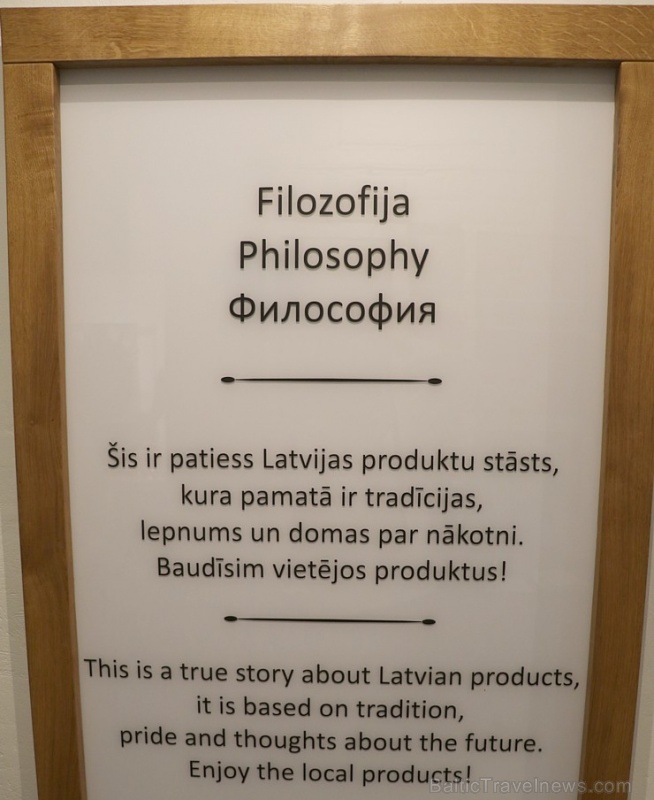 Filozofija
Philosophy
Философия
Šis ir patiess Latvijas produktu stāsts,
kura pamatā ir tradīcijas,
lepnums un domas par nākotni.
Baudīsim vietējos produktus!
This is a true story about Latvian products,
it is based on tradition,
pride and thoughts about the future.
Enjoy the local products!
BalticTravelnews.com